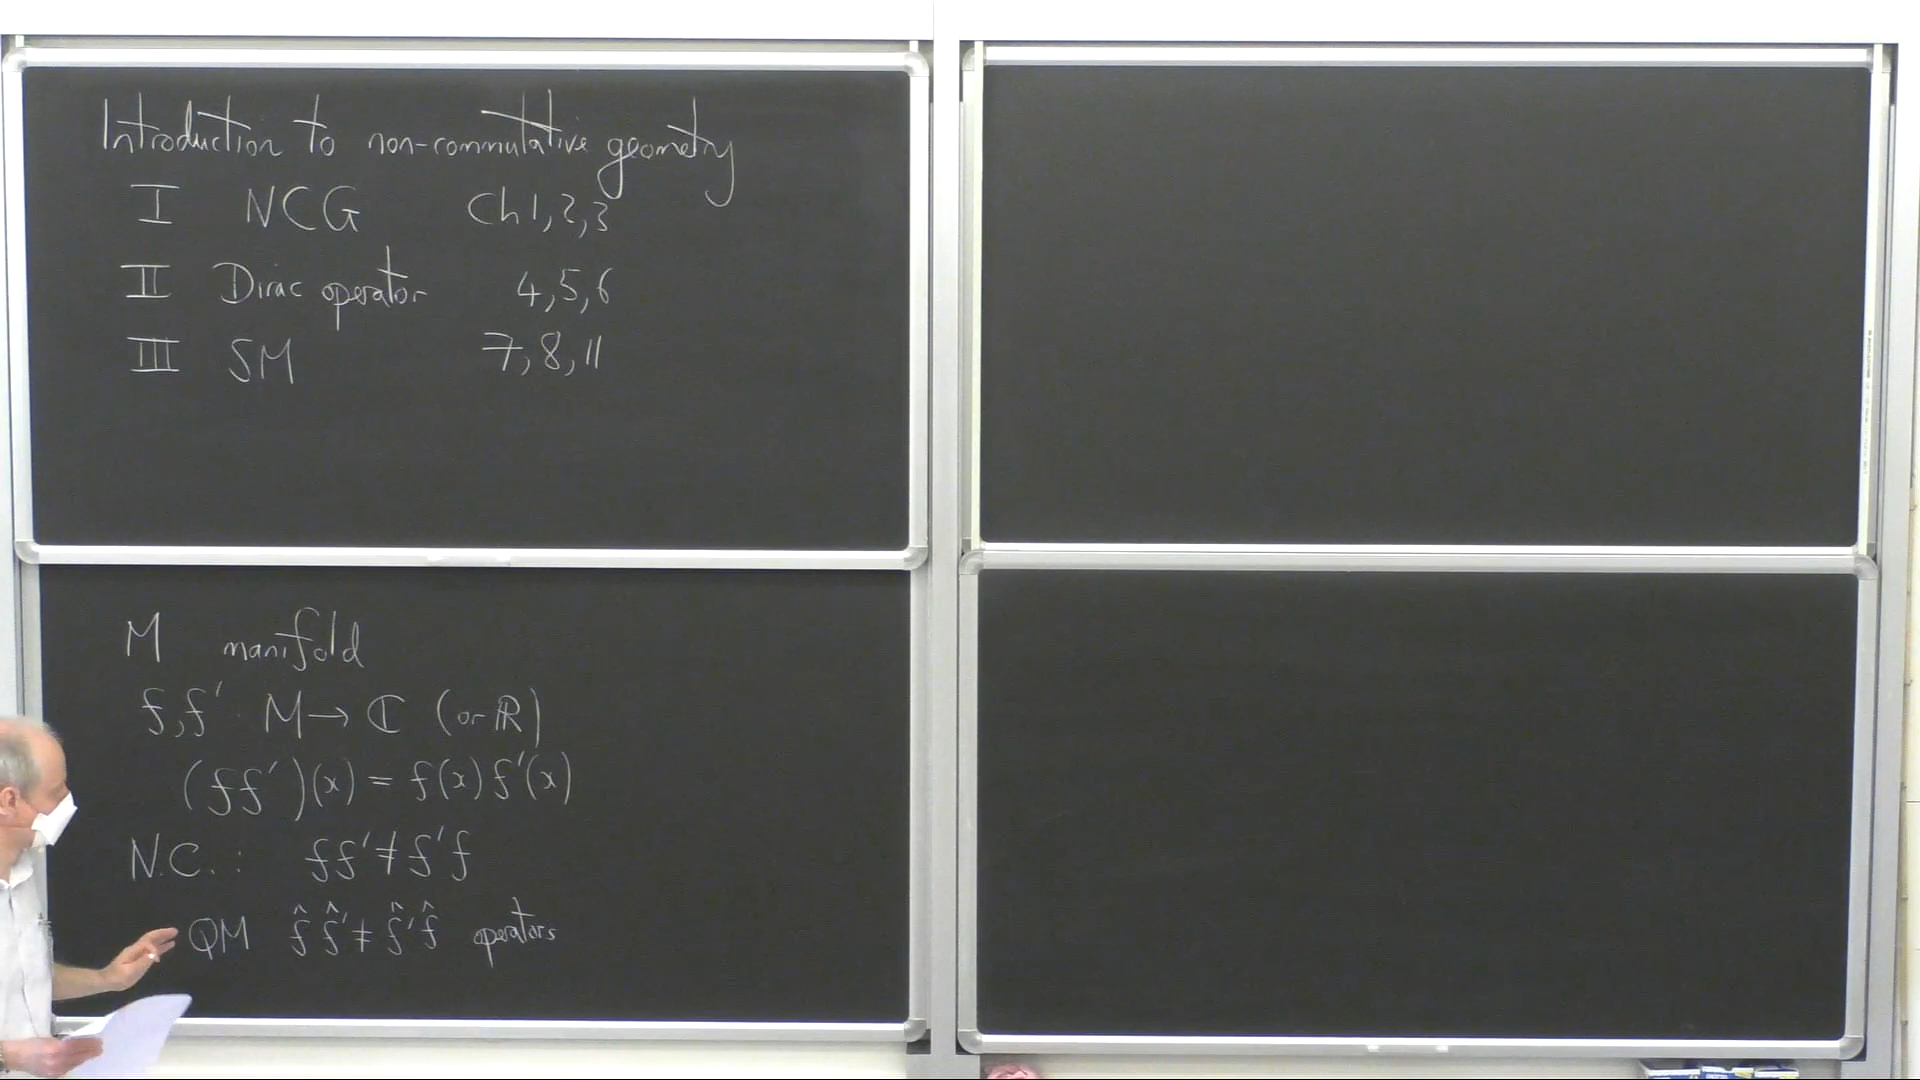 Introduction to non-commutative geometry
I NCG Ch 1, 2, 3
II Dirac operator 4, 5, 6
III SM 7, 8, 11
M manifold
f, f' M → ℂ (or ℝ)
(ff')(x) = f(x) f'(x)
N.C.: ff' ≠ f'f
QM f̂ f̂' ≠ f̂' f̂ operators